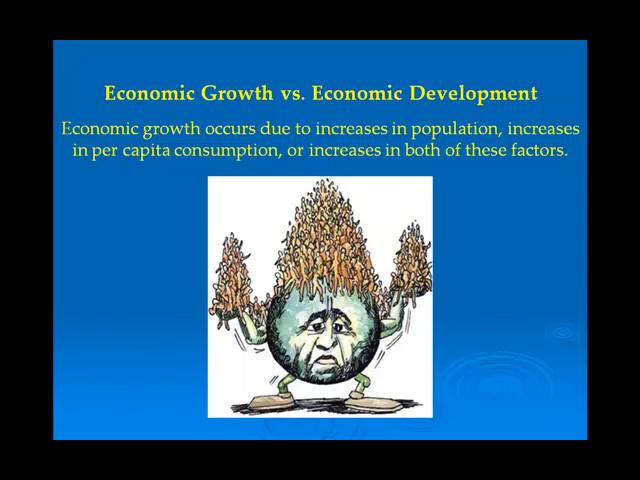 Economic Growth vs. Economic Development
Economic growth occurs due to increases in population, increases
in per capita consumption, or increases in both of these factors.